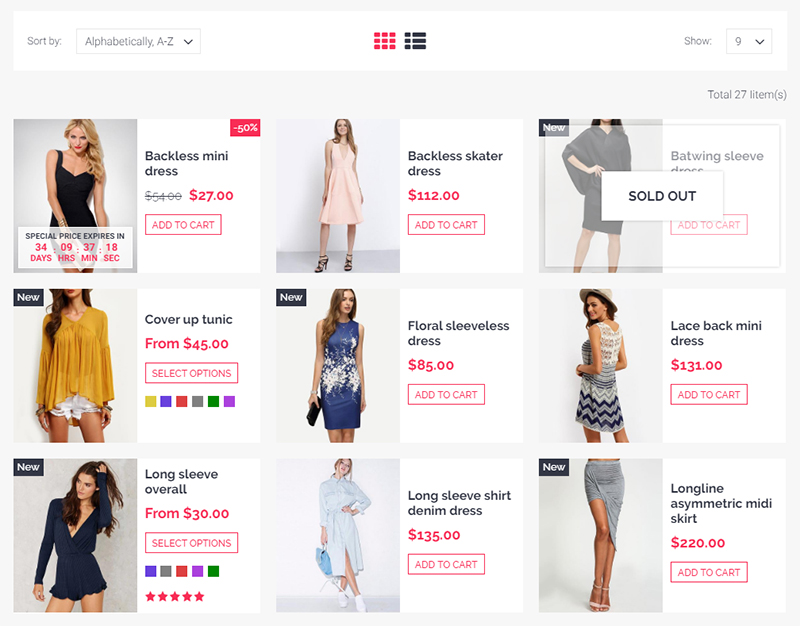 Sort by:
Alphabetically, A-Z
Show:
9
Total 27 Iitem(s)
-50%
Backless mini
dress
$54.00 $27.00
ADD TO CART
SPECIAL PRICE EXPIRES IN
34 : 09 : 37 : 18
DAYS HRS MIN SEC
Backless skater
dress
$112.00
ADD TO CART
New
Batwing sleeve
dress
SOLD OUT
ADD TO CART
New
Cover up tunic
From $45.00
SELECT OPTIONS
New
Floral sleeveless
dress
$85.00
ADD TO CART
Lace back mini
dress
$131.00
ADD TO CART
New
Long sleeve
overall
From $30.00
SELECT OPTIONS
Long sleeve shirt
denim dress
$135.00
ADD TO CART
New
Longline
asymmetric midi
skirt
$220.00
ADD TO CART